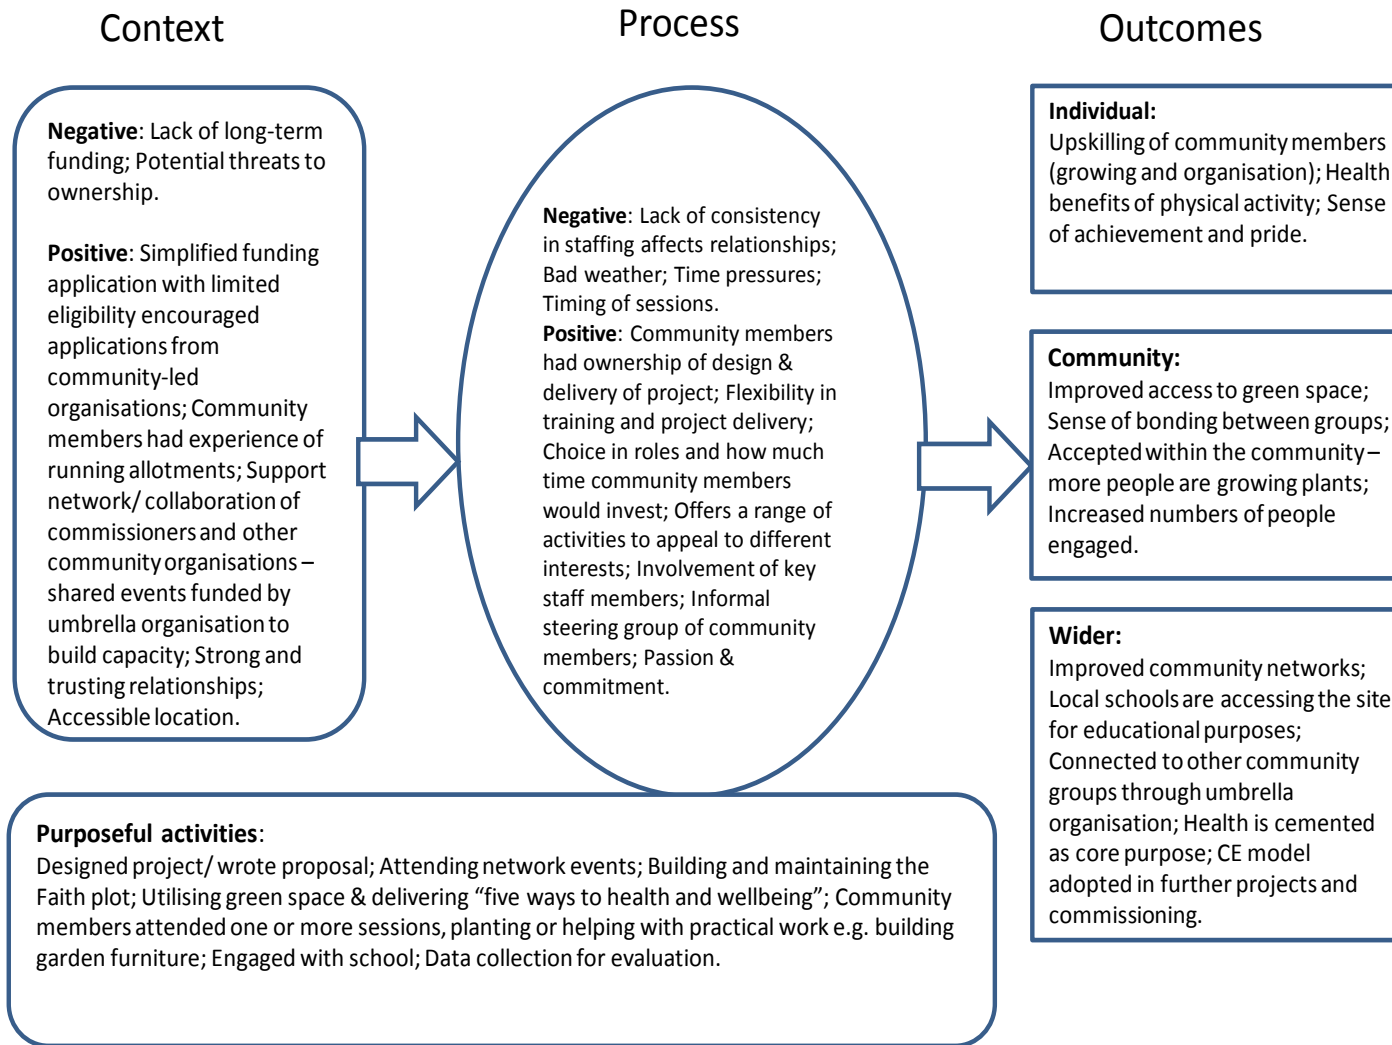 Context
Process
Outcomes
Negative: Lack of long-term
funding; Potential threats to
ownership.
Positive: Simplified funding
application with limited
eligibility encouraged
applications from
community-led
organisations; Community
members had experience of
running allotments; Support
network/ collaboration of
commissioners and other
community organisations –
shared events funded by
umbrella organisation to
build capacity; Strong and
trusting relationships;
Accessible location.
Negative: Lack of consistency
in staffing affects relationships;
Bad weather; Time pressures;
Timing of sessions.
Positive: Community members
had ownership of design &
delivery of project; Flexibility in
training and project delivery;
Choice in roles and how much
time community members
would invest; Offers a range of
activities to appeal to different
interests; Involvement of key
staff members; Informal
steering group of community
members; Passion &
commitment.
Individual:
Upskilling of community members
(growing and organisation); Health
benefits of physical activity; Sense
of achievement and pride.
Community:
Improved access to green space;
Sense of bonding between groups;
Accepted within the community –
more people are growing plants;
Increased numbers of people
engaged.
Wider:
Improved community networks;
Local schools are accessing the site
for educational purposes;
Connected to other community
groups through umbrella
organisation; Health is cemented
as core purpose; CE model
adopted in further projects and
commissioning.
Purposeful activities:
Designed project/ wrote proposal; Attending network events; Building and maintaining the
Faith plot; Utilising green space & delivering “five ways to health and wellbeing”; Community
members attended one or more sessions, planting or helping with practical work e.g. building
garden furniture; Engaged with school; Data collection for evaluation.